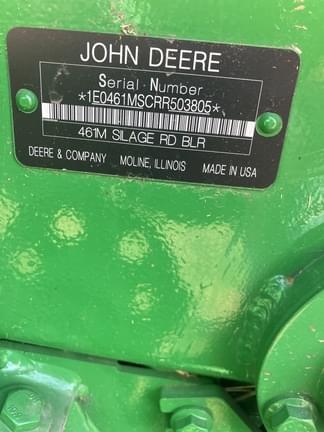 JOHN DEERE
Serial Number
*1E0461MSCRR503805*
461M SILAGE RD BLR
DEERE & COMPANY MOLINE, ILLINOIS MADE IN USA